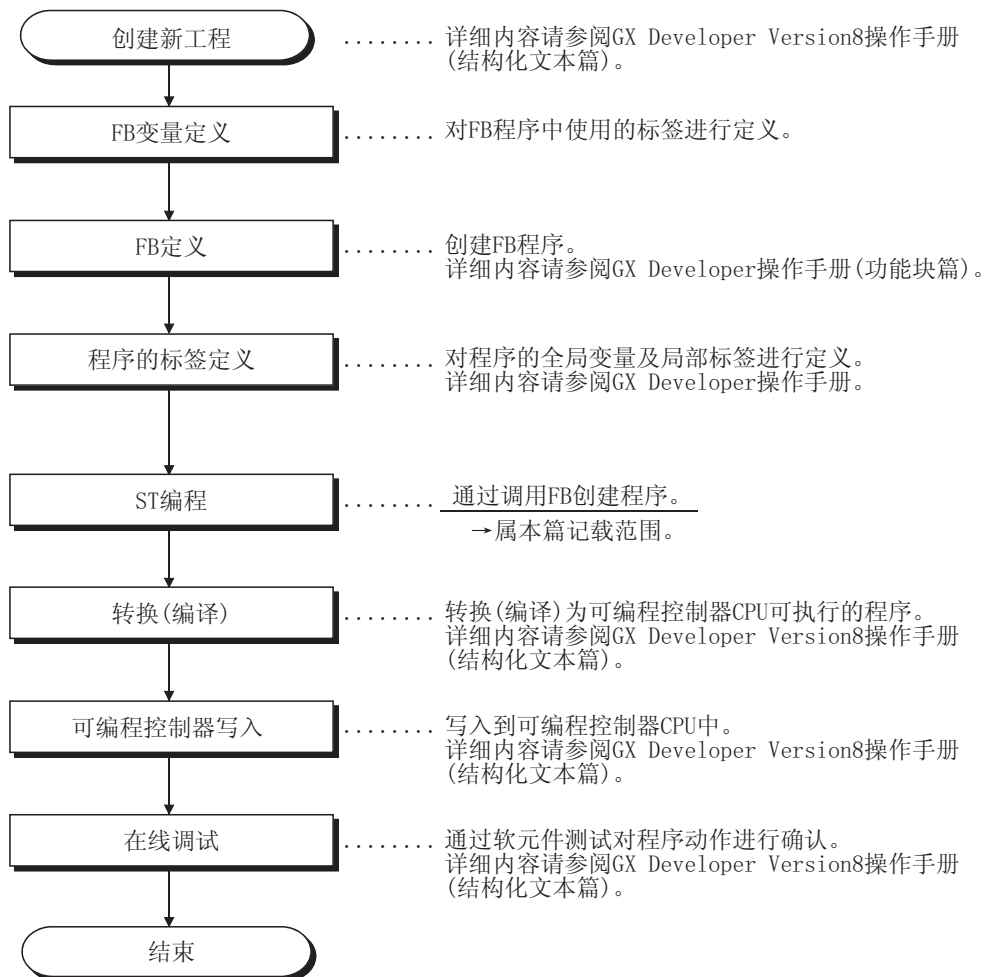 创建新工程 ........ 详细内容请参阅GX Developer Version8操作手册
(结构化文本篇)。
FB变量定义 ........ 对FB程序中使用的标签进行定义。
FB定义 ........ 创建FB程序。
详细内容请参阅GX Developer操作手册(功能块篇)。
程序的标签定义 ........ 对程序的全局变量及局部标签进行定义。
详细内容请参阅GX Developer操作手册。
ST编程 ........ 通过调用FB创建程序。
→属本篇记载范围。
转换(编译) ........ 转换(编译)为可编程控制器CPU可执行的程序。
详细内容请参阅GX Developer Version8操作手册
(结构化文本篇)。
可编程控制器写入 ........ 写入到可编程控制器CPU中。
详细内容请参阅GX Developer Version8操作手册
(结构化文本篇)。
在线调试 ........ 通过软元件测试对程序动作进行确认。
详细内容请参阅GX Developer Version8操作手册
(结构化文本篇)。
结束